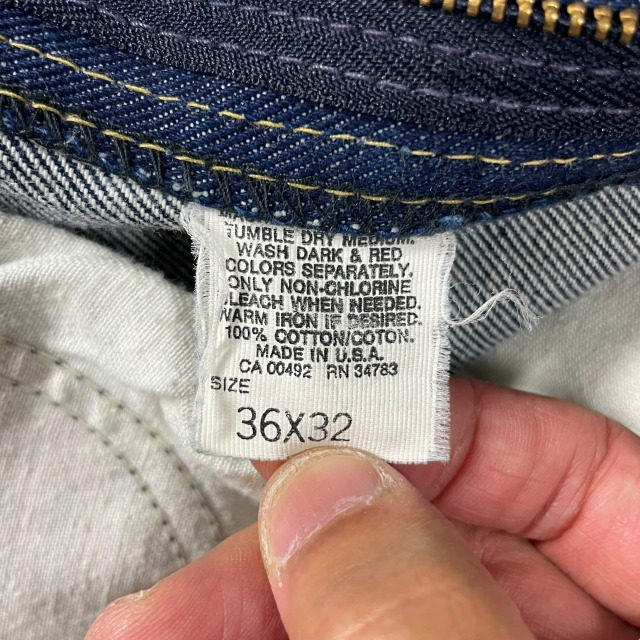 TUMBLE DRY MEDIUM.
WASH DARK & RED
COLORS SEPARATELY.
ONLY NON-CHLORINE
BLEACH WHEN NEEDED.
WARM IRON IF DESIRED.
100% COTTON/COTON.
MADE IN U.S.A.
CA 00492 RN 34783
SIZE
36X32